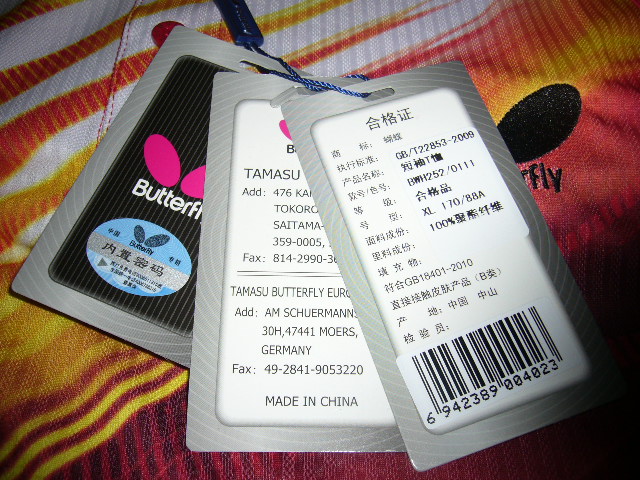 Butterfly
中国
专销
Butterfly
内置密码
TAMASU
Add: 476 KA
TOKORO
SAITAMA-
359-0005,
Fax: 814-2990-3
TAMASU BUTTERFLY EURO
Add: AM SCHUERMANNS
30H,47441 MOERS,
GERMANY
Fax: 49-2841-9053220
MADE IN CHINA
合格证
商 标: 蝴蝶
执行标准: GB/T22853-2009
产品名称: 短袖T恤
款号/色号: BWH252/0111
等 级: 合格品
号 型: XL 170/88A
面料成份: 100%聚酯纤维
里料成份:
填 充 物:
符合GB18401-2010
直接接触皮肤产品(B类)
产 地:中国 中山
检 验 员:
6 942389 004023
rfly